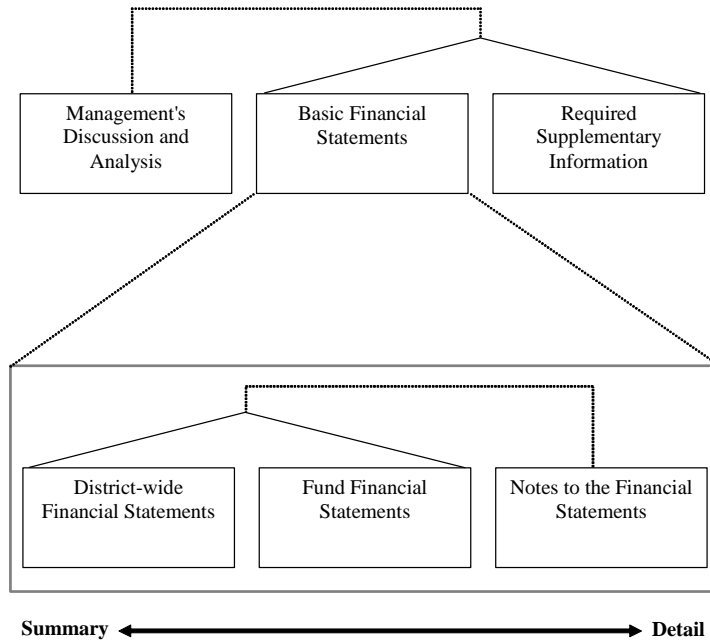 Management's
Discussion and
Analysis
Basic Financial
Statements
Required
Supplementary
Information
District-wide
Financial Statements
Fund Financial
Statements
Notes to the Financial
Statements
Summary
Detail